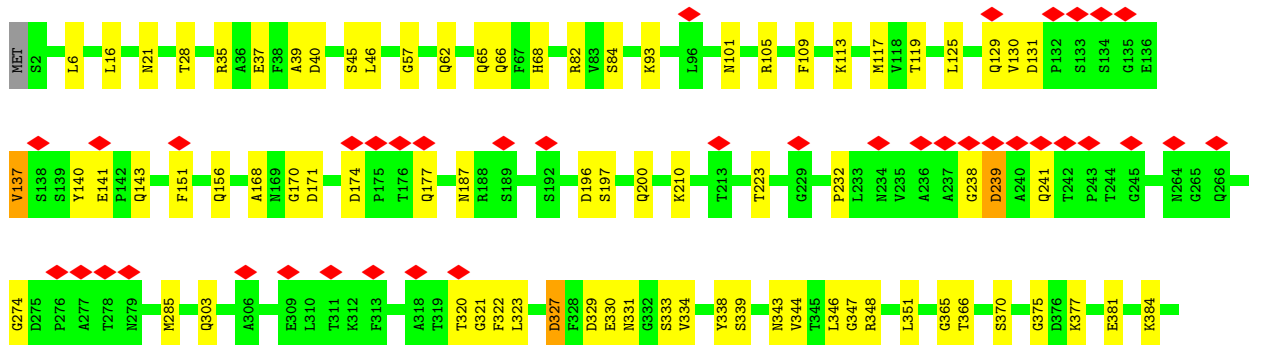 MET S2 L6 L16 N21 T28 R35 A36 E37 F38 A39 D40 S45 L46 G57 Q62 Q65 Q66 F67 H68 R82 V83 S84 K93 L96 N101 R105 F109 K113 M117 V118 T119 L125 Q129 V130 D131 P132 S133 S134 G135 E136
V137 S138 S139 Y140 E141 P142 Q143 F151 Q156 A168 N169 G170 D171 D174 P175 T176 Q177 N187 R188 S189 S192 D196 S197 Q200 K210 T213 T223 G229 P232 L233 N234 V235 A236 A237 G238 D239 A240 Q241 T242 P243 T244 G245 N264 G265 Q266
G274 D275 P276 A277 T278 N279 M285 Q303 A306 E309 L310 T311 K312 F313 A318 T319 T320 G321 F322 L323 D327 F328 D329 E330 N331 G332 S333 V334 Y338 S339 N343 V344 T345 L346 G347 R348 L351 G365 T366 S370 G375 D376 K377 E381 K384